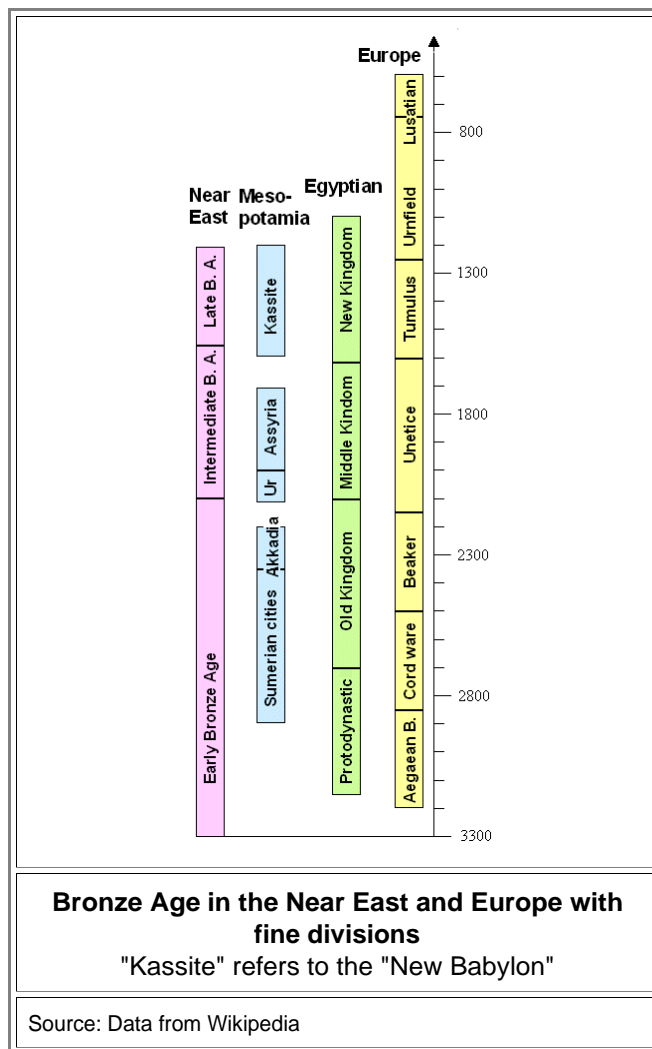 Europe
Near
East
Meso-
potamia
Egyptian
Late B. A.
Intermediate B. A.
Early Bronze Age
Kassite
Assyria
Ur
Akkadia
Sumerian cities
New Kingdom
Middle Kindom
Old Kingdom
Protodynastic
Lusatian
Urnfield
Tumulus
Unetice
Beaker
Cord ware
Aegaean B.
800
1300
1800
2300
2800
3300
Bronze Age in the Near East and Europe with
fine divisions
"Kassite" refers to the "New Babylon"
Source: Data from Wikipedia